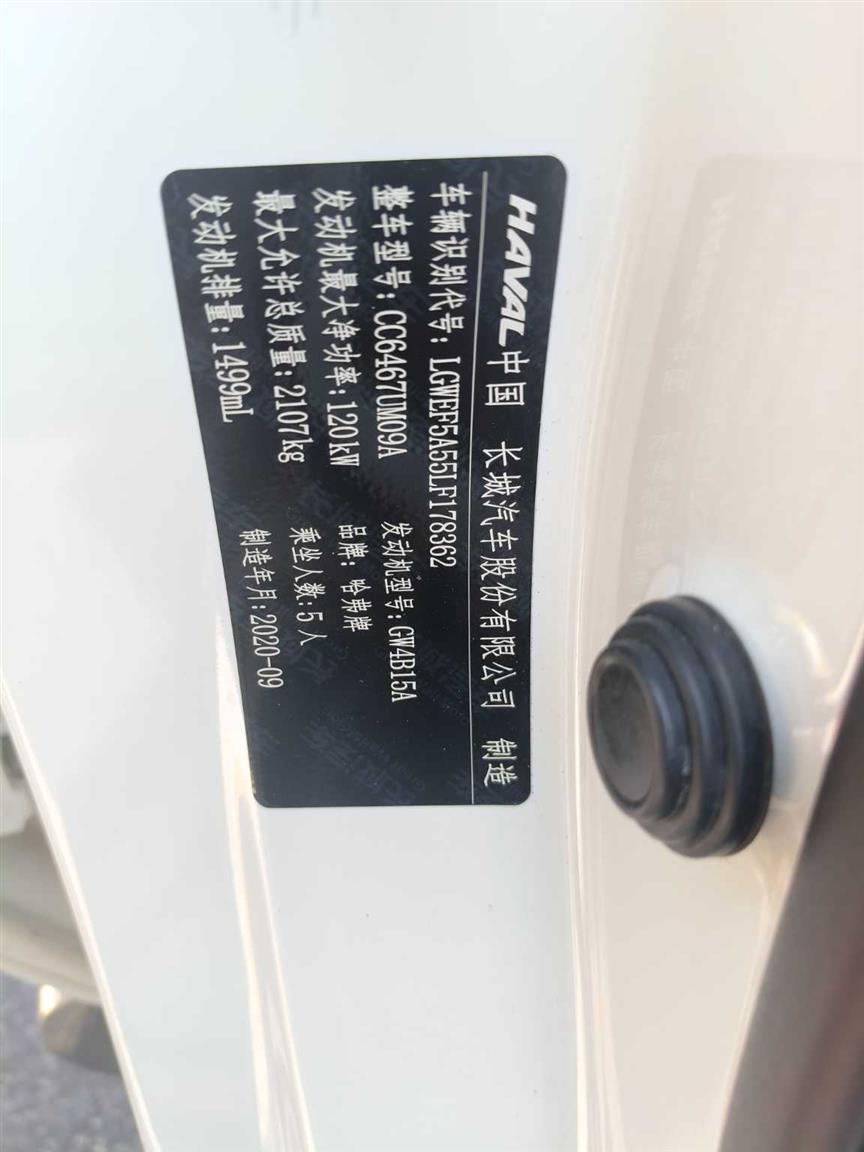 HAVAL 中国 长城汽车股份有限公司 制造
车辆识别代号:LGWEF5A55LF178362
整车型号:CC6467UM09A 发动机型号:GW4B15A
发动机最大净功率:120kW 品牌:哈弗牌
最大允许总质量:2107kg 乘坐人数:5人
发动机排量:1499mL 制造年月:2020-09